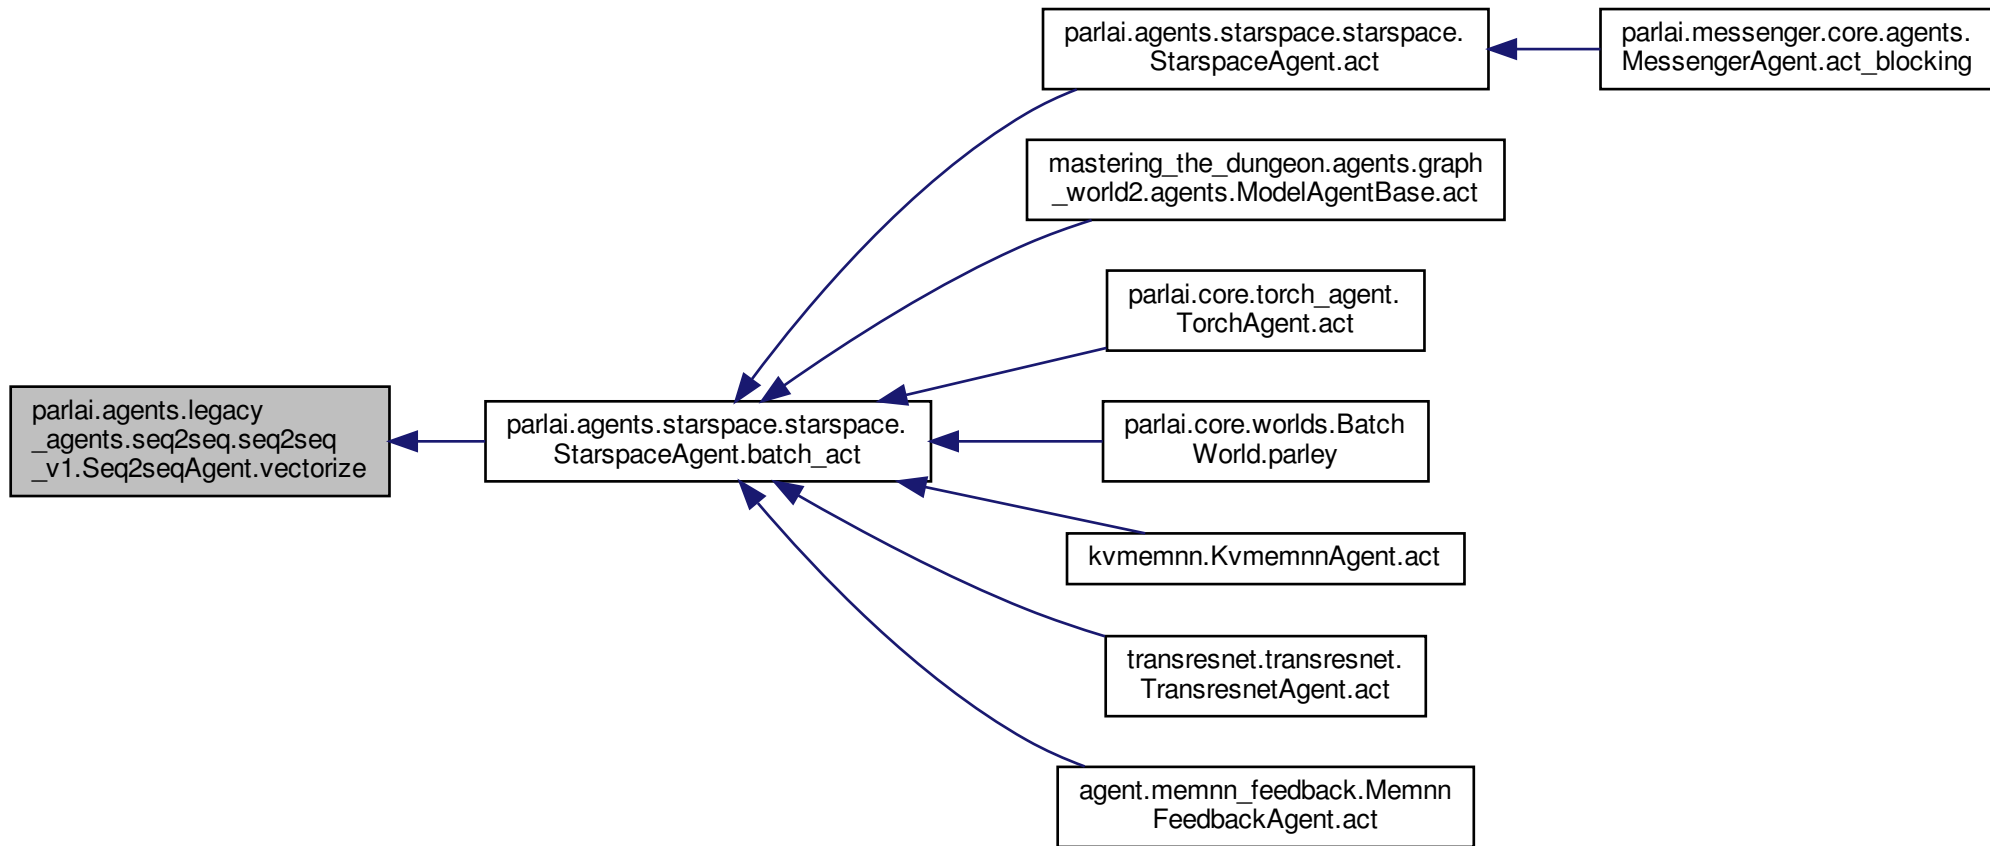 parlai.agents.starspace.starspace.
StarspaceAgent.act
parlai.messenger.core.agents.
MessengerAgent.act_blocking
mastering_the_dungeon.agents.graph
_world2.agents.ModelAgentBase.act
parlai.core.torch_agent.
TorchAgent.act
parlai.agents.legacy
_agents.seq2seq.seq2seq
_v1.Seq2seqAgent.vectorize
parlai.agents.starspace.starspace.
StarspaceAgent.batch_act
parlai.core.worlds.Batch
World.parley
kvmemnn.KvmemnnAgent.act
transresnet.transresnet.
TransresnetAgent.act
agent.memnn_feedback.Memnn
FeedbackAgent.act